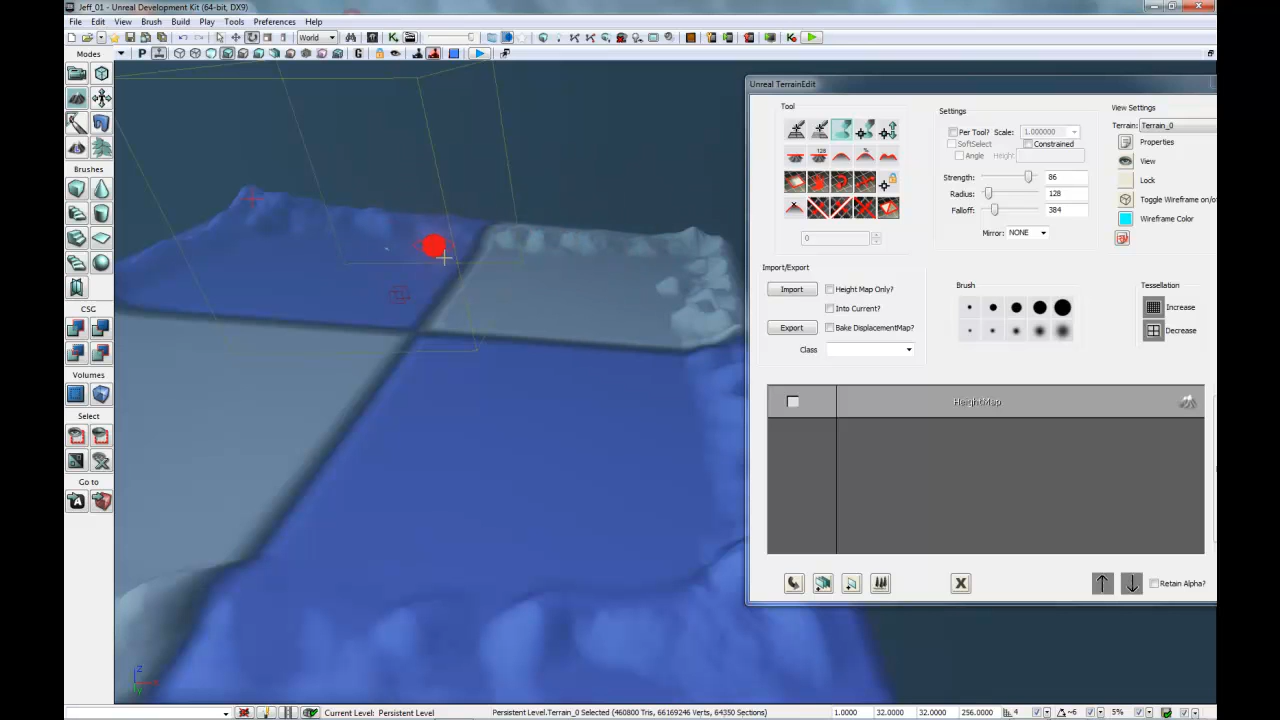 Jeff_01 - Unreal Development Kit (64-bit, DX9)
File Edit View Brush Build Play Tools Preferences Help
World
Modes
P
G
Brushes
CSG
Volumes
Select
Go to
Unreal TerrainEdit
Tool
128
%
0
Settings
Per Tool? Scale: 1.000000
SoftSelect Constrained
Angle Height:
Strength: 86
Radius: 128
Falloff: 384
Mirror: NONE
View Settings
Terrain: Terrain_0
Properties
View
Lock
Toggle Wireframe on/o
Wireframe Color
Import/Export
Import Height Map Only?
Into Current?
Export Bake DisplacementMap?
Class
Brush
Tessellation
Increase
Decrease
HeightMap
X
Retain Alpha?
Z
Y
Current Level: Persistent Level
Persistent Level.Terrain_0 Selected (460800 Tris, 66169246 Verts, 64350 Sections)
1.0000 32.0000 32.0000 256.0000 4 ~6 5%